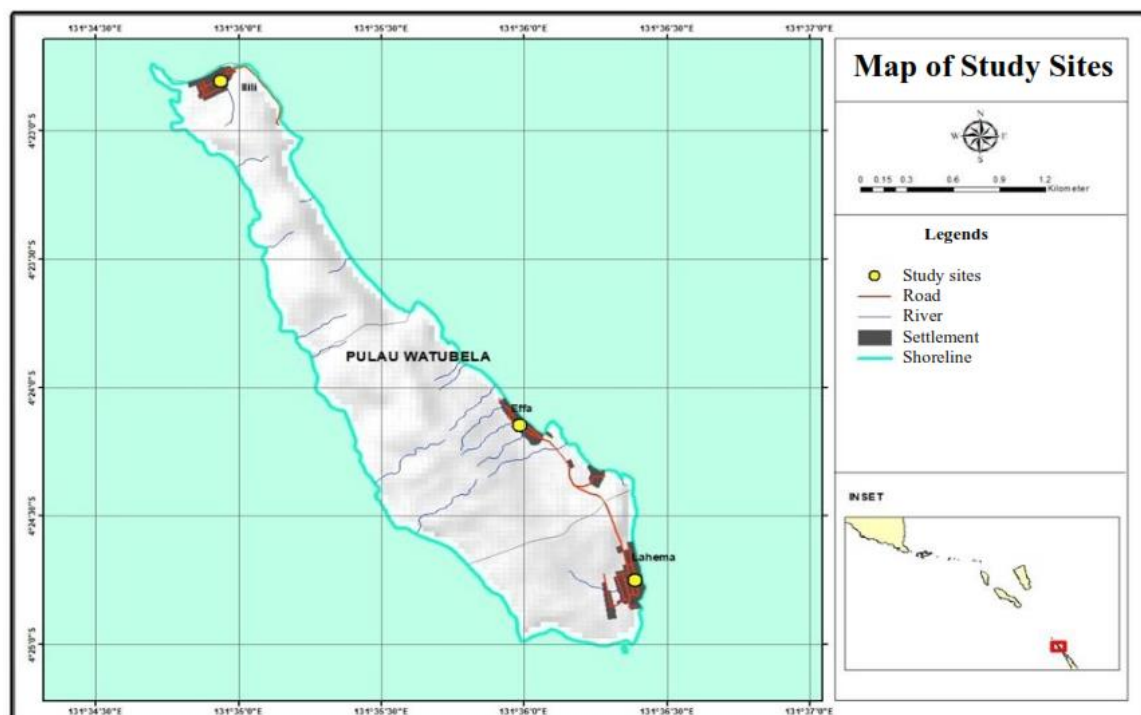 131°34'30"E 131°35'0"E 131°35'30"E 131°36'0"E 131°36'30"E 131°37'0"E
4°23'0"S
4°23'30"S
4°24'0"S
4°24'30"S
4°25'0"S
PULAU WATUBELA
Effa
Lahema
131°34'30"E 131°35'0"E 131°35'30"E 131°36'0"E 131°36'30"E 131°37'0"E
Map of Study Sites
N
W
S
0 0.15 0.3 0.6 0.9 1.2
Kilometer
Legends
Study sites
Road
River
Settlement
Shoreline
INSET